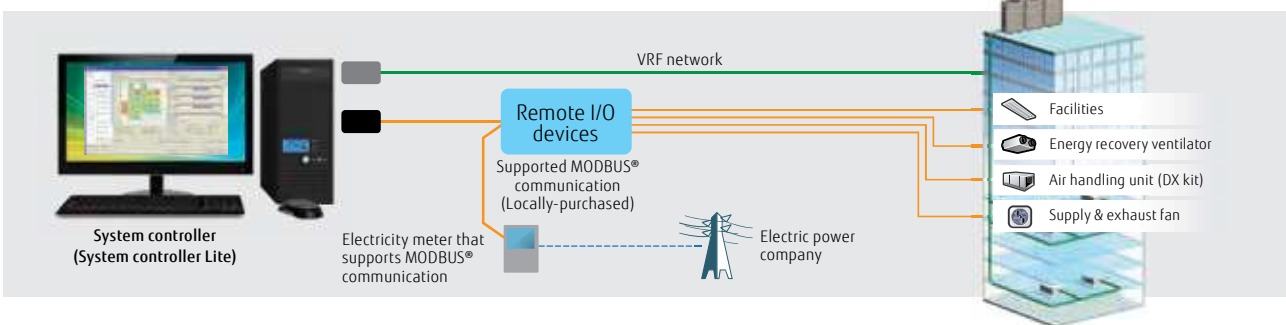 VRF network
Remote I/O
devices
Supported MODBUS®
communication
(Locally-purchased)
Facilities
Energy recovery ventilator
Air handling unit (DX kit)
Supply & exhaust fan
System controller
(System controller Lite)
Electricity meter that
supports MODBUS®
communication
Electric power
company